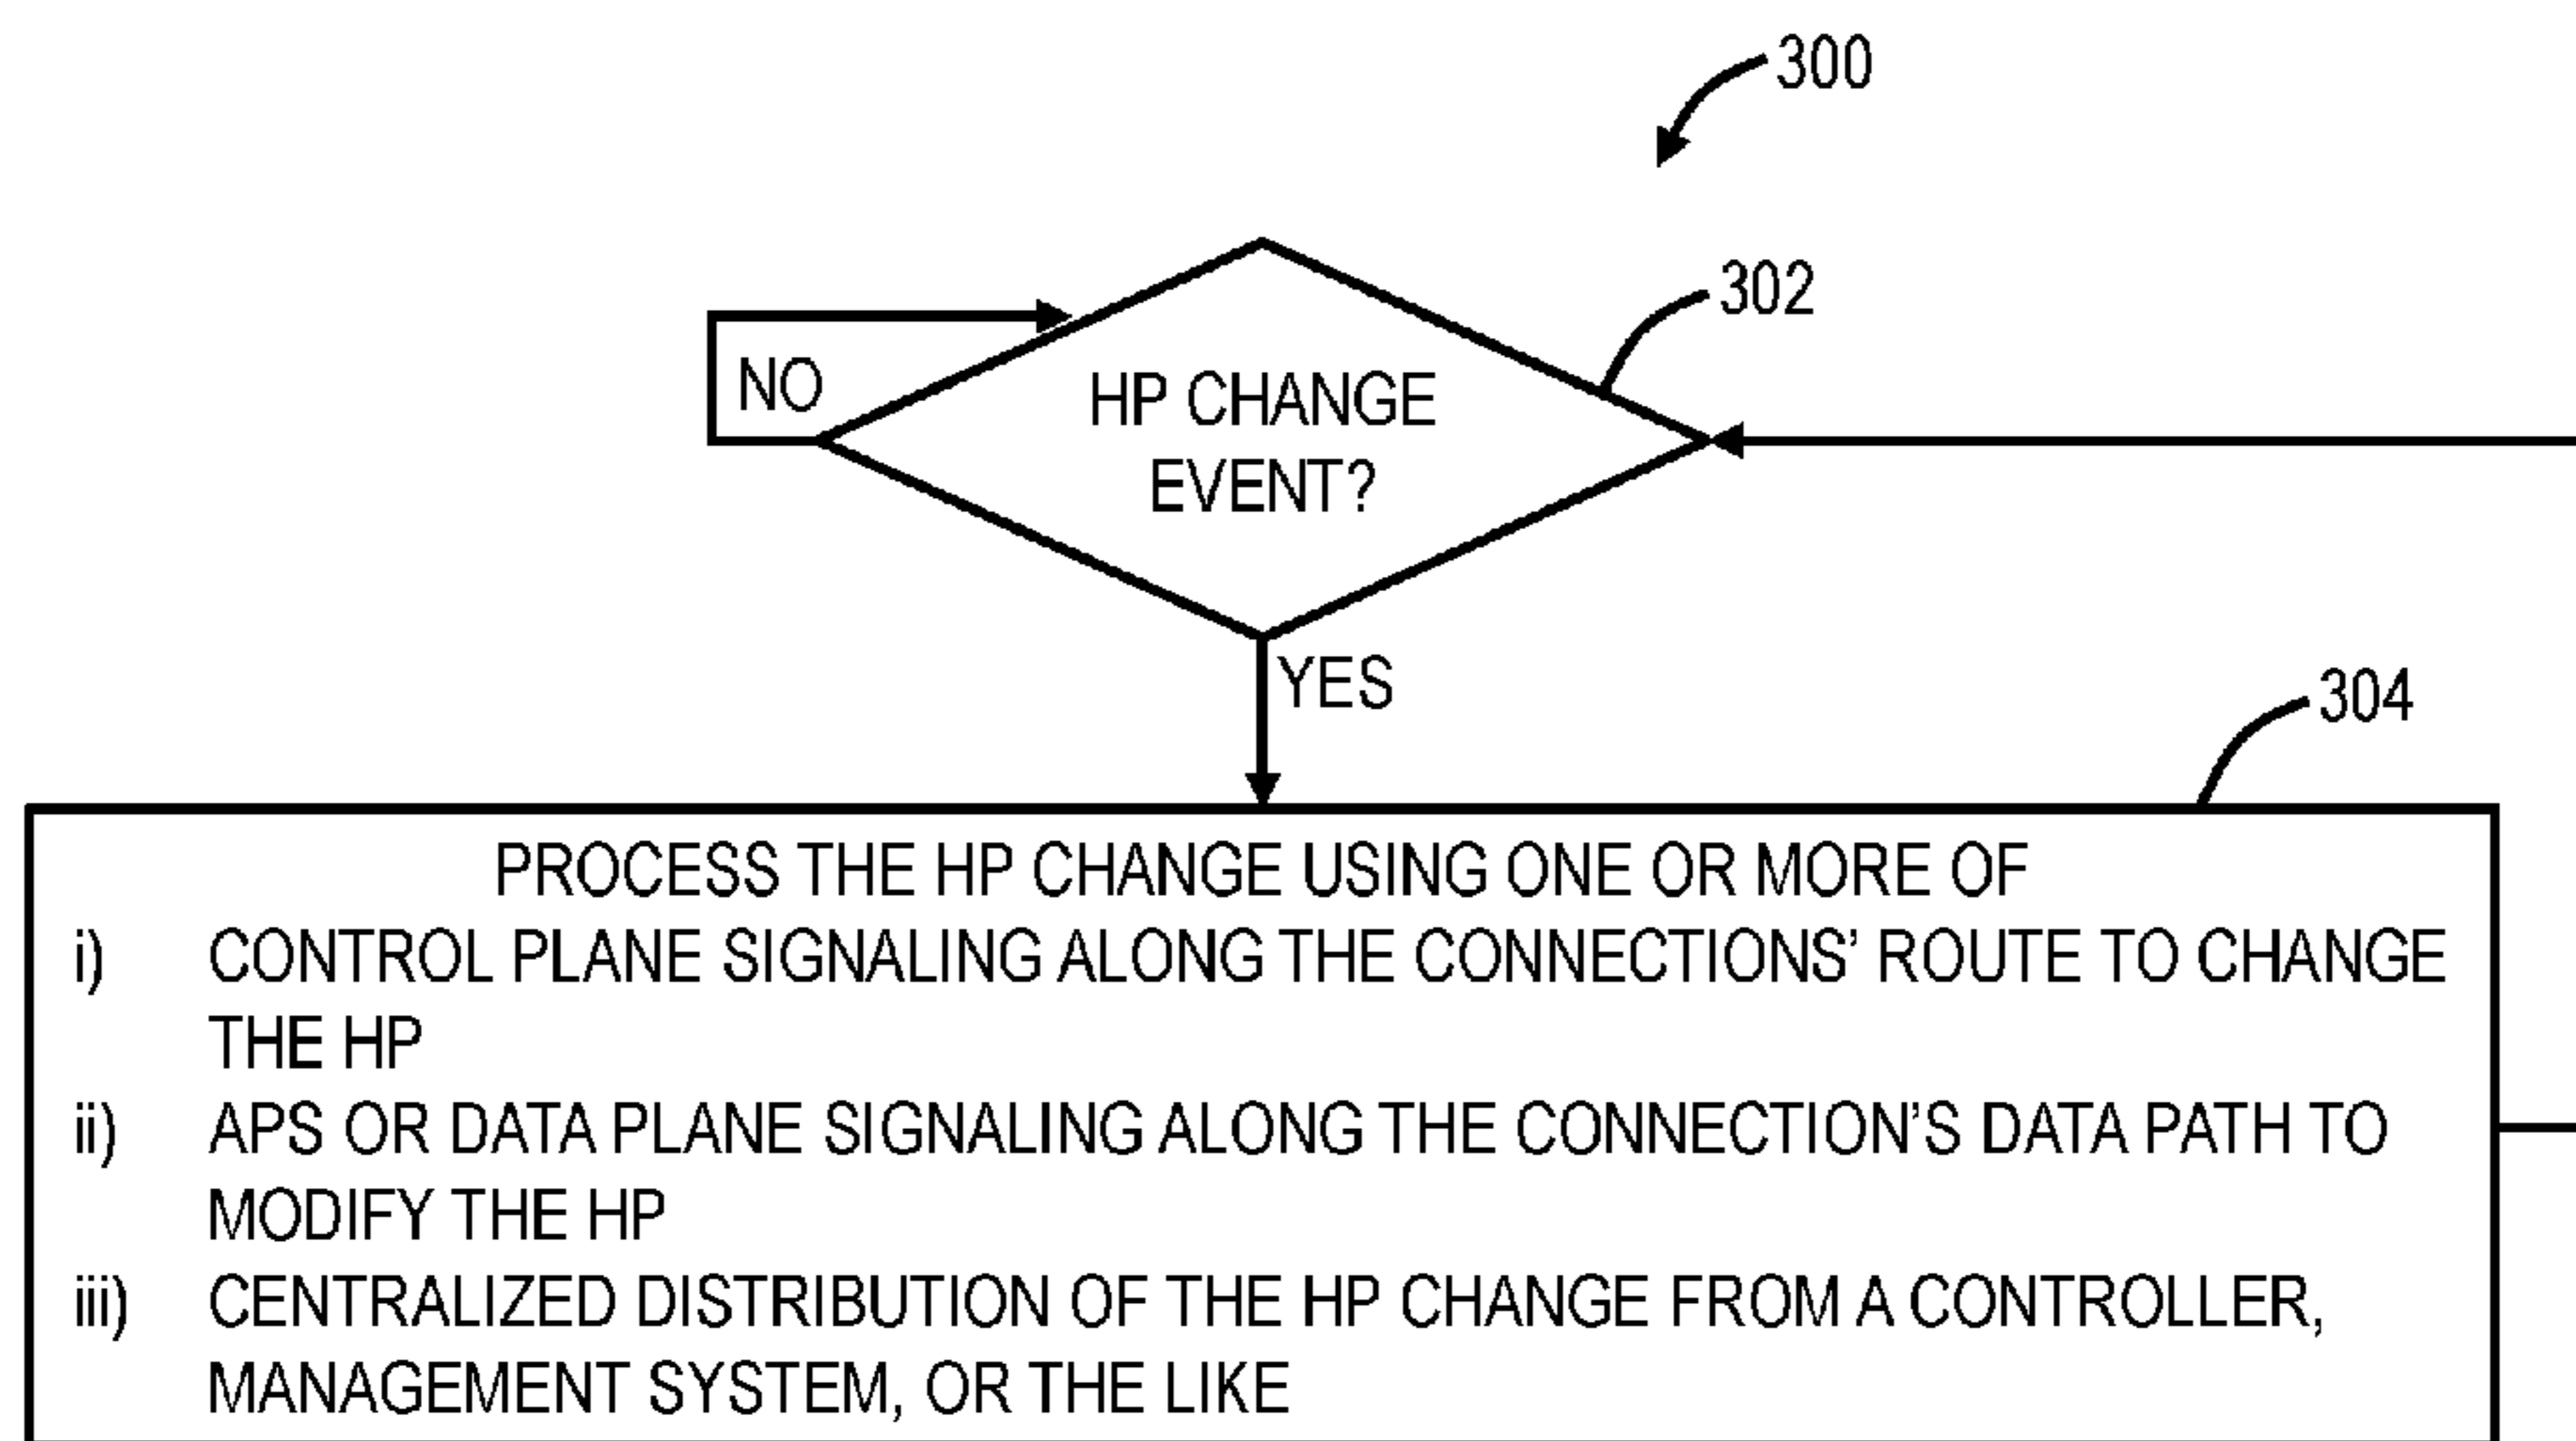 300
302
NO
HP CHANGE
EVENT?
YES
304
PROCESS THE HP CHANGE USING ONE OR MORE OF
i) CONTROL PLANE SIGNALING ALONG THE CONNECTIONS’ ROUTE TO CHANGE
THE HP
ii) APS OR DATA PLANE SIGNALING ALONG THE CONNECTION’S DATA PATH TO
MODIFY THE HP
iii) CENTRALIZED DISTRIBUTION OF THE HP CHANGE FROM A CONTROLLER,
MANAGEMENT SYSTEM, OR THE LIKE